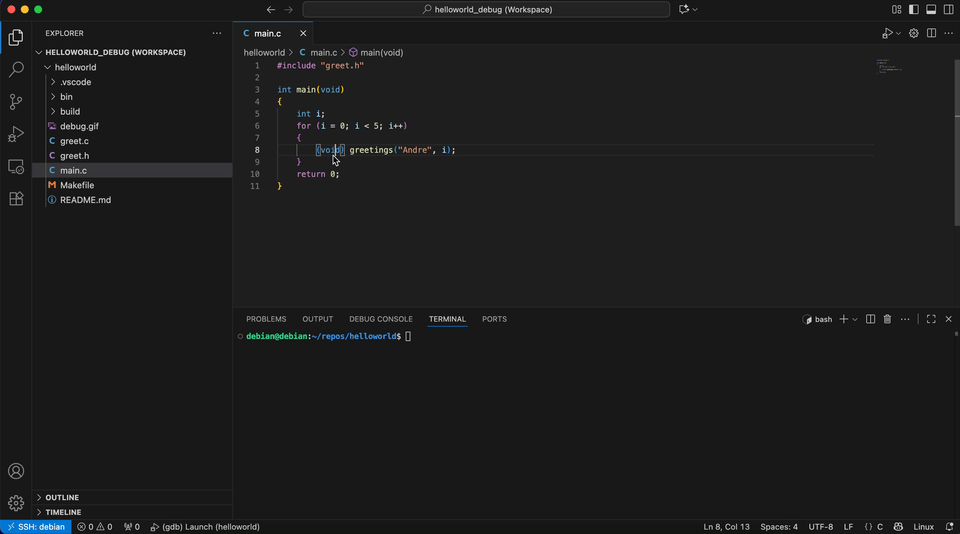 helloworld_debug (Workspace)
EXPLORER
HELLOWORLD_DEBUG (WORKSPACE)
helloworld
.vscode
bin
build
debug.gif
C greet.c
C greet.h
C main.c
M Makefile
README.md
OUTLINE
TIMELINE
C main.c
helloworld > C main.c > main(void)
1 #include "greet.h"
2
3 int main(void)
4 {
5 int i;
6 for (i = 0; i < 5; i++)
7 {
8 (void) greetings("Andre", i);
9 }
10 return 0;
11 }
PROBLEMS OUTPUT DEBUG CONSOLE TERMINAL PORTS
bash
debian@debian:~/repos/helloworld$
SSH: debian 0 0 0 (gdb) Launch (helloworld) Ln 8, Col 13 Spaces: 4 UTF-8 LF {} C Linux